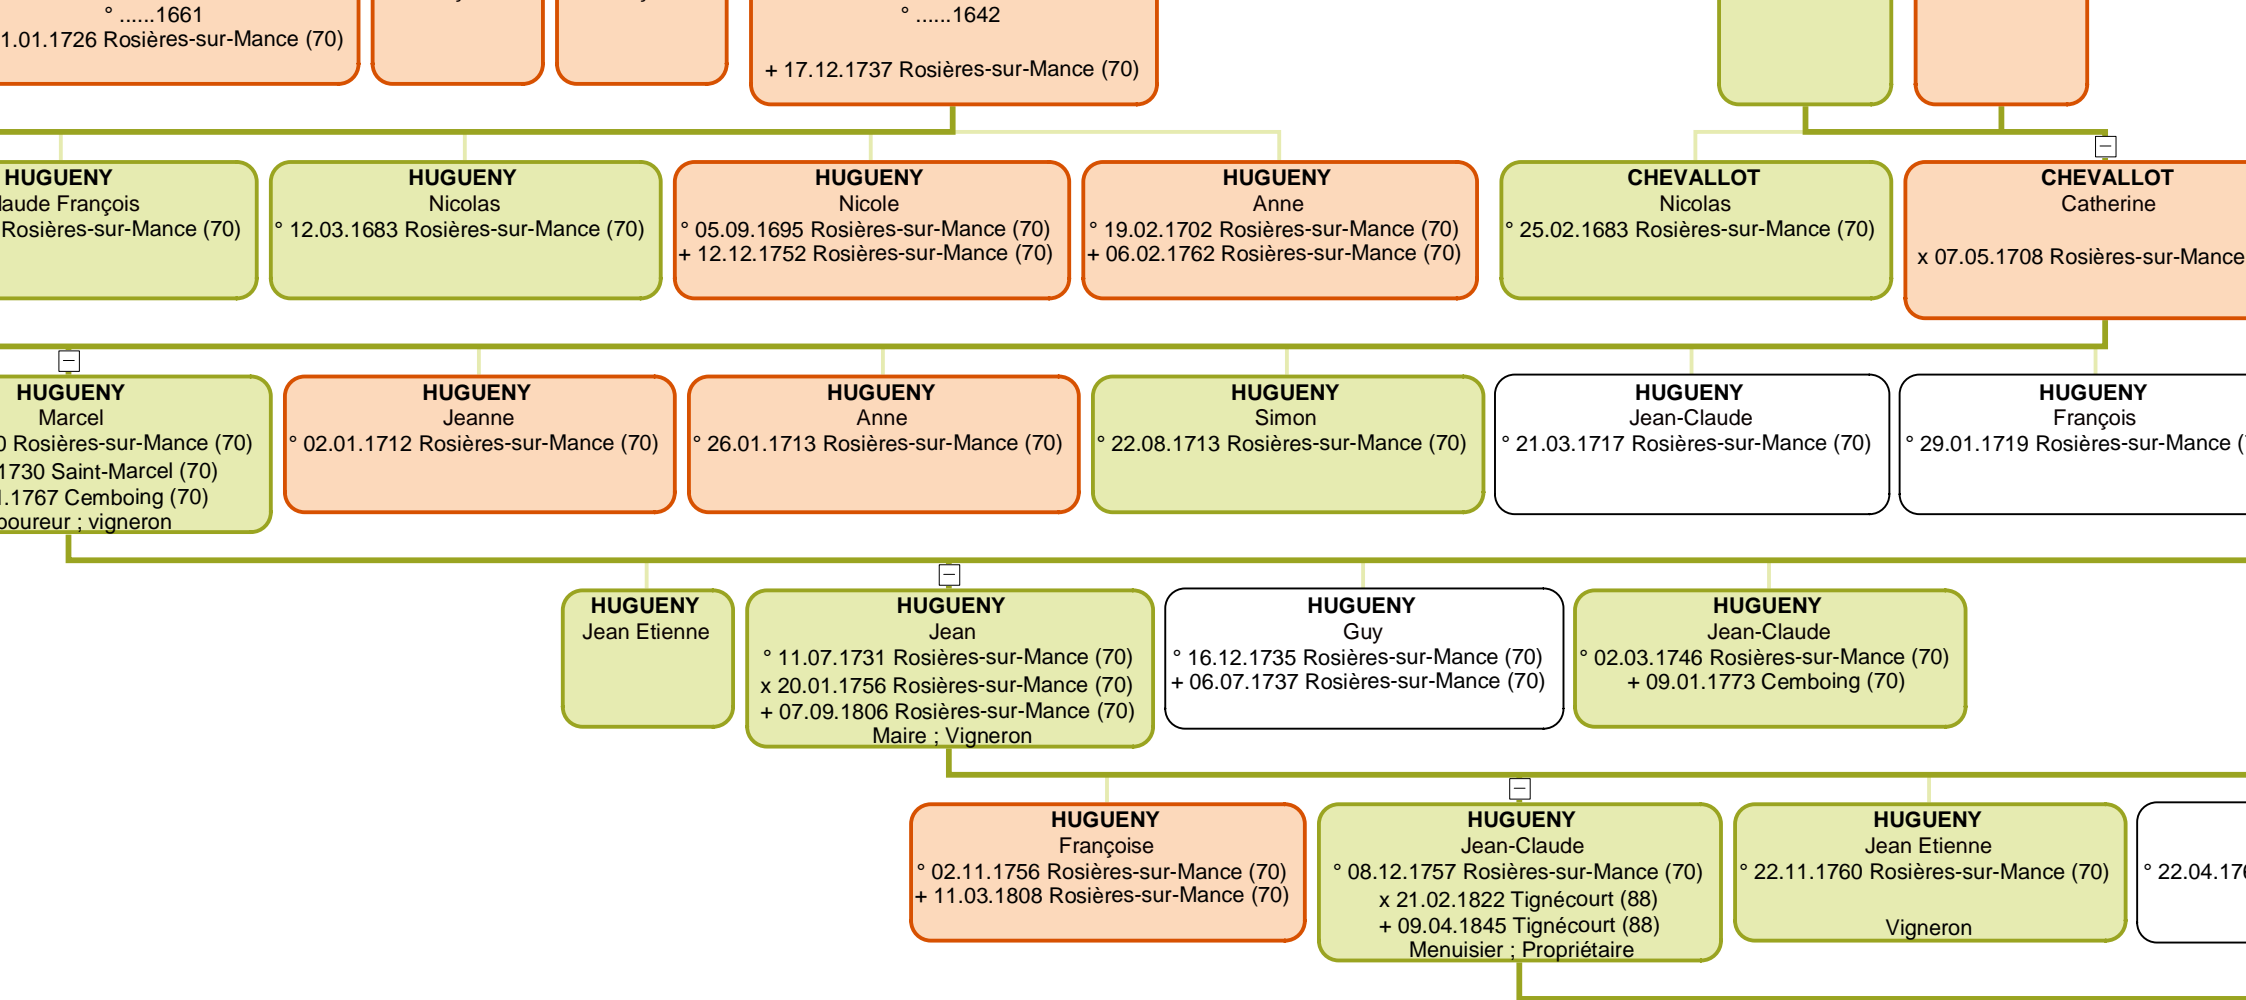 ° ......1661
1.01.1726 Rosières-sur-Mance (70)
° ......1642
+ 17.12.1737 Rosières-sur-Mance (70)
HUGUENY
laude François
Rosières-sur-Mance (70)
HUGUENY
Nicolas
° 12.03.1683 Rosières-sur-Mance (70)
HUGUENY
Nicole
° 05.09.1695 Rosières-sur-Mance (70)
+ 12.12.1752 Rosières-sur-Mance (70)
HUGUENY
Anne
° 19.02.1702 Rosières-sur-Mance (70)
+ 06.02.1762 Rosières-sur-Mance (70)
CHEVALLOT
Nicolas
° 25.02.1683 Rosières-sur-Mance (70)
CHEVALLOT
Catherine
x 07.05.1708 Rosières-sur-Mance
HUGUENY
Marcel
0 Rosières-sur-Mance (70)
1730 Saint-Marcel (70)
1.1767 Cemboing (70)
boureur ; vigneron
HUGUENY
Jeanne
° 02.01.1712 Rosières-sur-Mance (70)
HUGUENY
Anne
° 26.01.1713 Rosières-sur-Mance (70)
HUGUENY
Simon
° 22.08.1713 Rosières-sur-Mance (70)
HUGUENY
Jean-Claude
° 21.03.1717 Rosières-sur-Mance (70)
HUGUENY
François
° 29.01.1719 Rosières-sur-Mance (
HUGUENY
Jean Etienne
HUGUENY
Jean
° 11.07.1731 Rosières-sur-Mance (70)
x 20.01.1756 Rosières-sur-Mance (70)
+ 07.09.1806 Rosières-sur-Mance (70)
Maire ; Vigneron
HUGUENY
Guy
° 16.12.1735 Rosières-sur-Mance (70)
+ 06.07.1737 Rosières-sur-Mance (70)
HUGUENY
Jean-Claude
° 02.03.1746 Rosières-sur-Mance (70)
+ 09.01.1773 Cemboing (70)
HUGUENY
Françoise
° 02.11.1756 Rosières-sur-Mance (70)
+ 11.03.1808 Rosières-sur-Mance (70)
HUGUENY
Jean-Claude
° 08.12.1757 Rosières-sur-Mance (70)
x 21.02.1822 Tignécourt (88)
+ 09.04.1845 Tignécourt (88)
Menuisier ; Propriétaire
HUGUENY
Jean Etienne
° 22.11.1760 Rosières-sur-Mance (70)
Vigneron
° 22.04.176